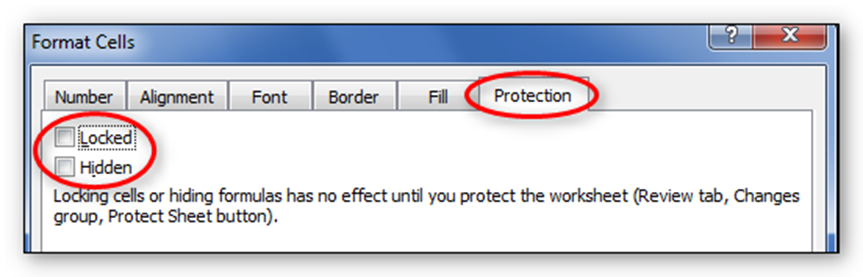 Format Cells
?
X
Number Alignment Font Border Fill Protection
Locked
Hidden
Locking cells or hiding formulas has no effect until you protect the worksheet (Review tab, Changes
group, Protect Sheet button).